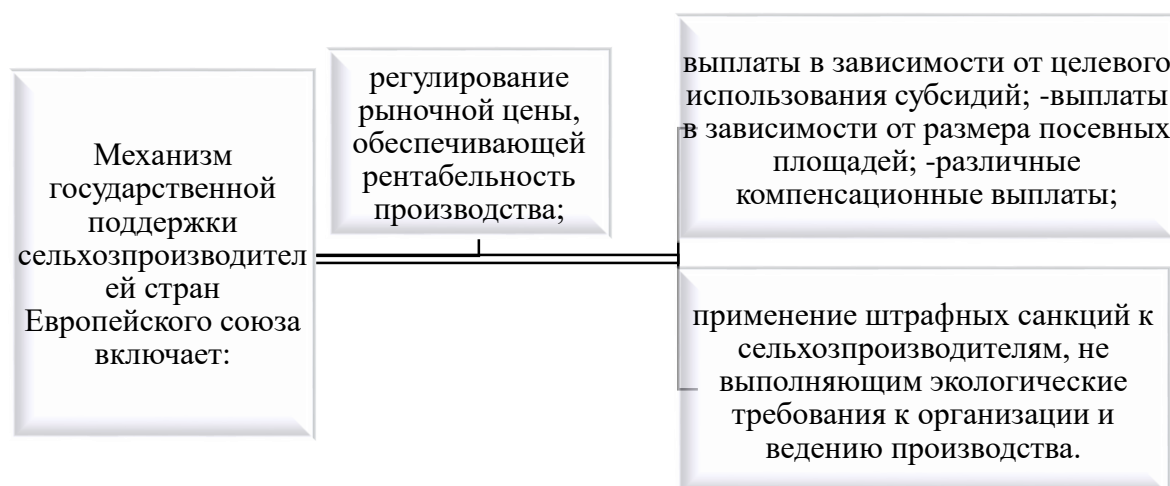 Механизм
государственной
поддержки
сельхозпроизводител
ей стран
Европейского союза
включает:
регулирование
рыночной цены,
обеспечивающей
рентабельность
производства;
выплаты в зависимости от целевого
использования субсидий; -выплаты
в зависимости от размера посевных
площадей; -различные
компенсационные выплаты;
применение штрафных санкций к
сельхозпроизводителям, не
выполняющим экологические
требования к организации и
ведению производства.